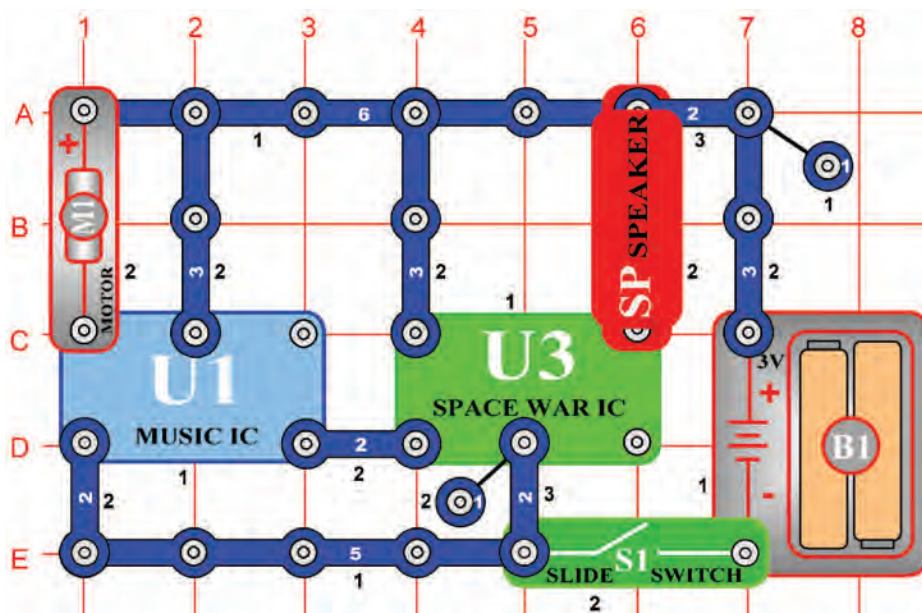 1 2 3 4 5 6 7 8
A 6 2
1 3
+ 1
SPEAKER 1
M1
B
2 3 2 3 2 2 3 2
MOTOR 1 SP
C
U1 U3 3V
MUSIC IC SPACE WAR IC +
D 2 B1
1 2
2 2 2 1 2 3 1 -
E 5 S1
1 SLIDE SWITCH
2